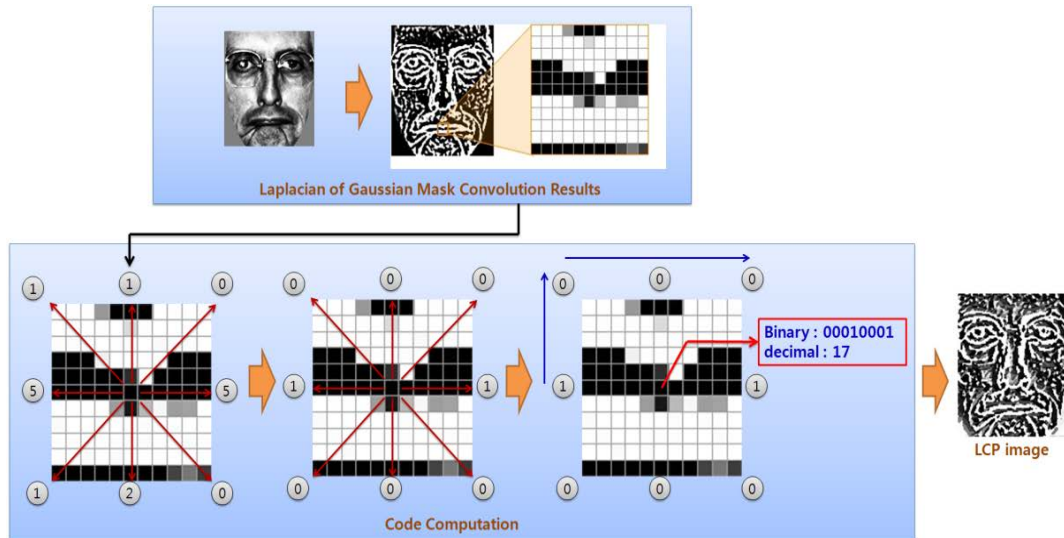 Laplacian of Gaussian Mask Convolution Results
1 1 0
5 5
1 2 0
0 0 0
1 1
0 0 0
0 0 0
1 1
0 0 0
Binary : 00010001
decimal : 17
LCP image
Code Computation